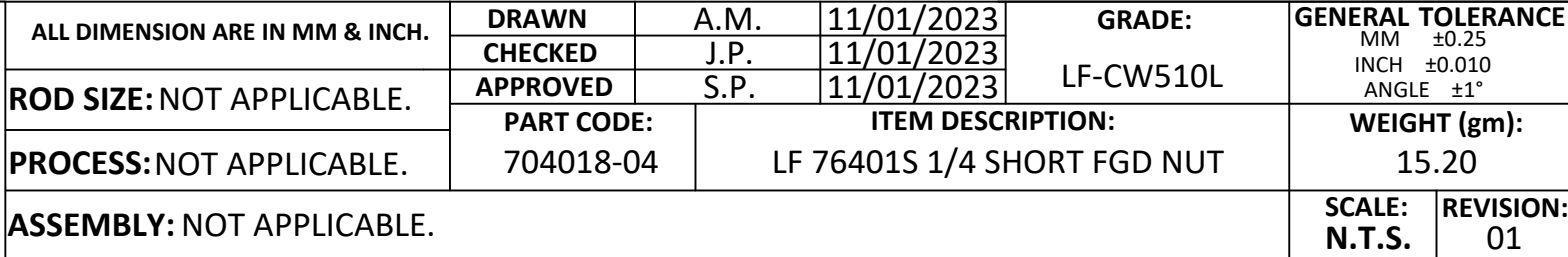 ALL DIMENSION ARE IN MM & INCH.
DRAWN A.M. 11/01/2023
CHECKED J.P. 11/01/2023
APPROVED S.P. 11/01/2023
GRADE:
LF-CW510L
GENERAL TOLERANCE
MM ±0.25
INCH ±0.010
ANGLE ±1°
ROD SIZE: NOT APPLICABLE.
PROCESS: NOT APPLICABLE.
PART CODE:
704018-04
ITEM DESCRIPTION:
LF 76401S 1/4 SHORT FGD NUT
WEIGHT (gm):
15.20
ASSEMBLY: NOT APPLICABLE.
SCALE:
N.T.S.
REVISION:
01